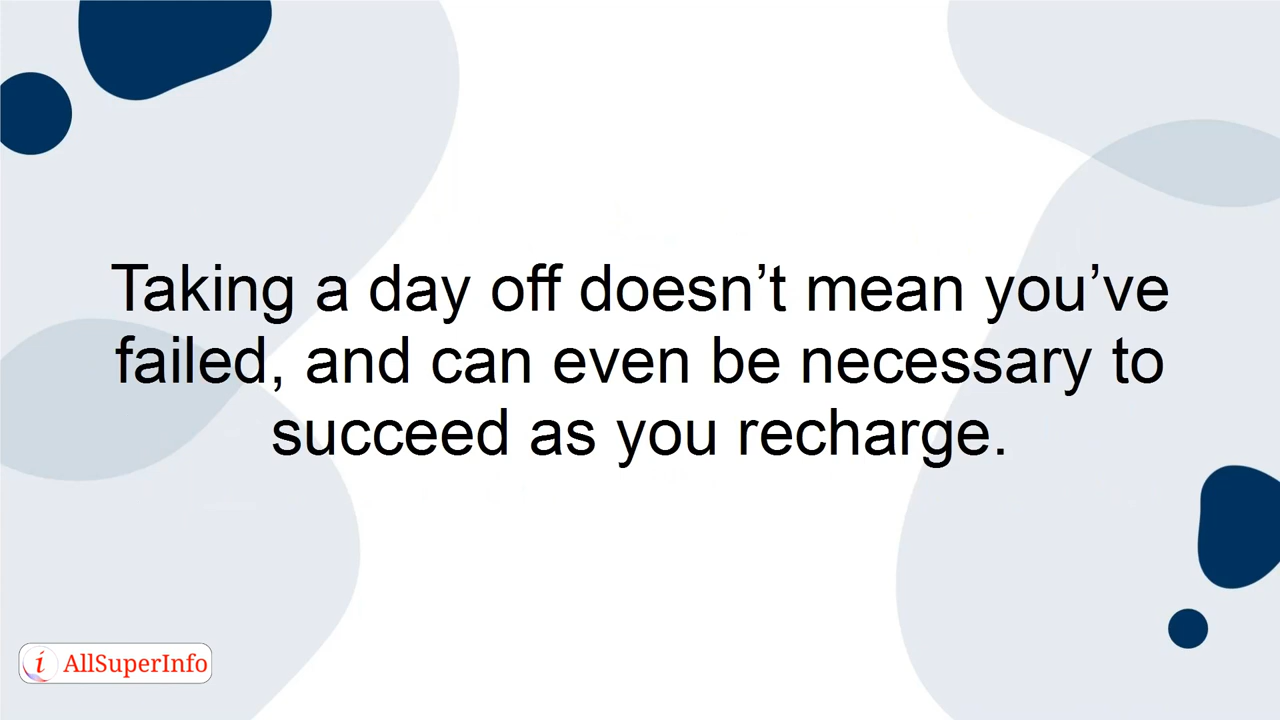 Taking a day off doesn’t mean you’ve
failed, and can even be necessary to
succeed as you recharge.
i AllSuperInfo